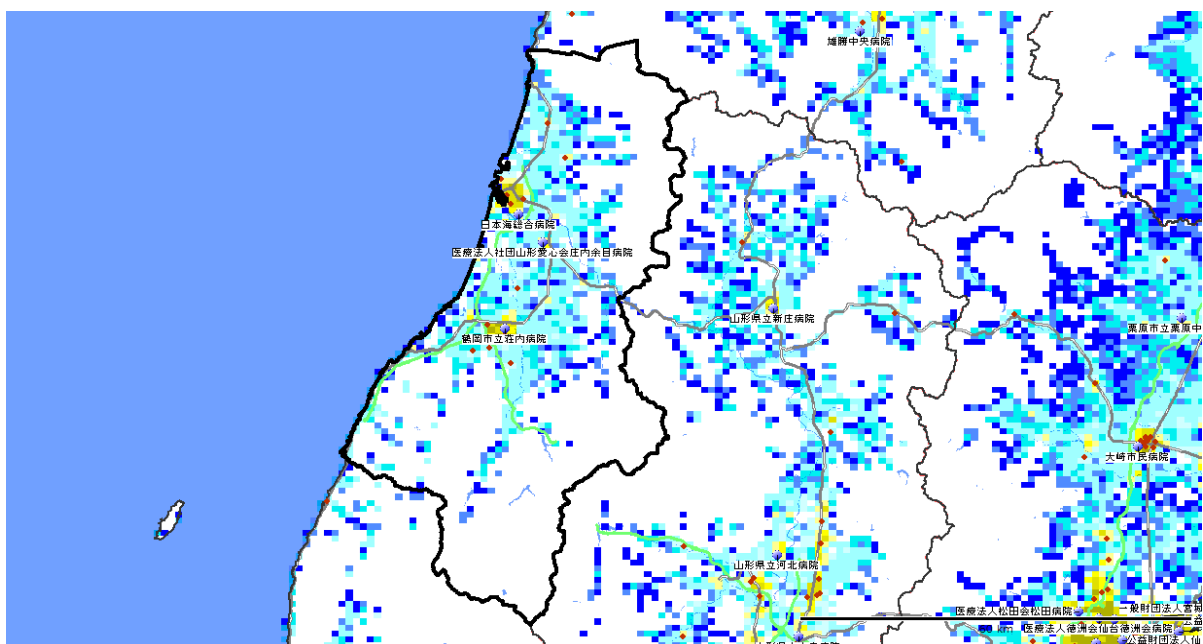 雄勝中央病院
日本海総合病院
医療法人社団山形愛心会庄内余目病院
山形県立新庄病院
鶴岡市立荘内病院
栗原市立栗原中
大崎市民病院
山形県立河北病院
医療法人松田会松田病院
一般財団法人宮城
km
医療法人徳洲会仙台徳洲会病院
公益財団法人